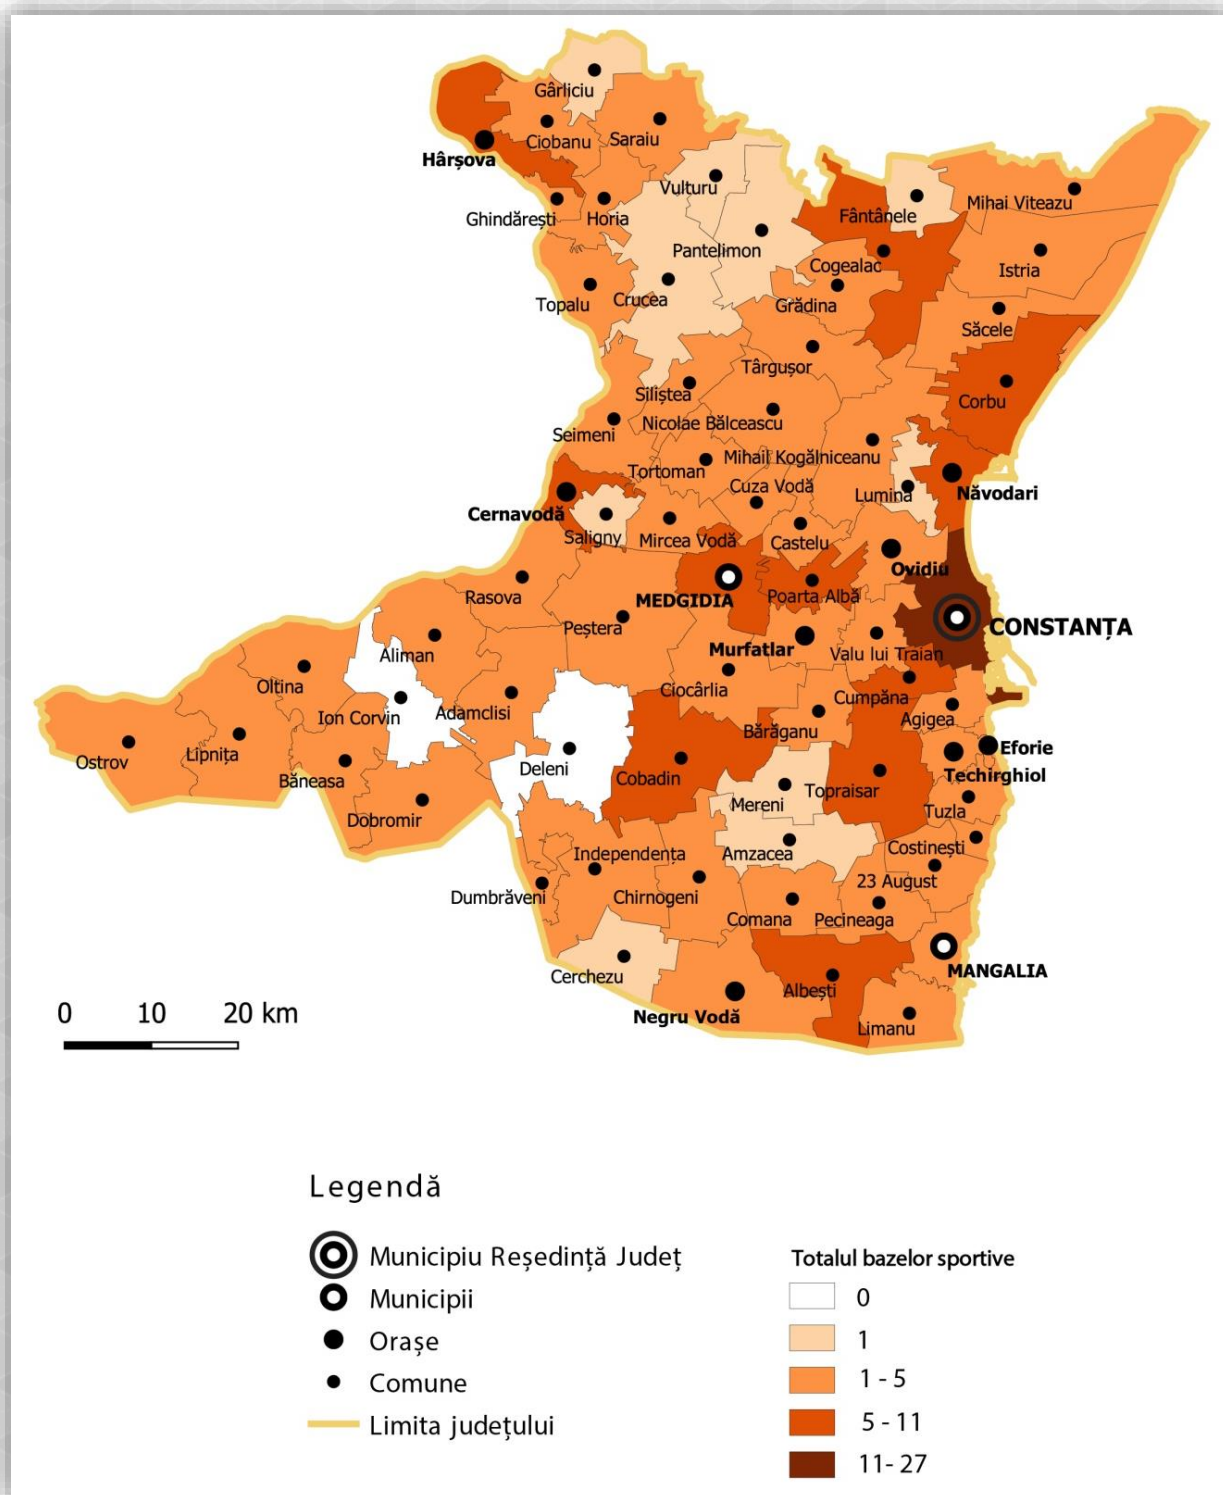 Gârliciu
Ciobanu
Saraiu
Hârșova
Vulturu
Fântânele
Mihai Viteazu
Ghindărești
Horia
Pantelimon
Cogealac
Istria
Topalu
Crucea
Grădina
Săcele
Târgușor
Siliștea
Corbu
Nicolae Bălcescu
Seimeni
Mihail Kogălniceanu
Tortoman
Cuza Vodă
Lumina
Năvodari
Cernavodă
Saligny
Mircea Vodă
Castelu
Ovidiu
Rasova
MEDGIDIA
Poarta Albă
Peștera
CONSTANȚA
Murfatlar
Valu lui Traian
Aliman
Oltina
Ciocârlia
Cumpăna
Ion Corvin
Adamclisi
Agigea
Bărăganu
Ostrov
Lipnița
Eforie
Deleni
Techirghiol
Băneasa
Cobadin
Mereni
Topraisar
Dobromir
Tuzla
Independența
Amzacea
Costinești
23 August
Dumbrăveni
Chirnogeni
Comana
Pecineaga
Cerchezu
MANGALIA
Albești
Negru Vodă
Limanu
0 10 20 km
Legendă
Municipiu Reședință Județ
Municipii
Orașe
Comune
Limita județului
Totalul bazelor sportive
0
1
1 - 5
5 - 11
11- 27